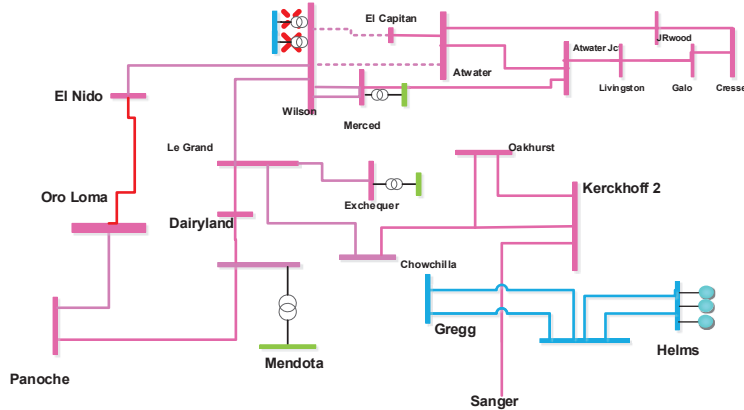 El Capitan
JRwood
Atwater Jc
Atwater
Livingston
Galo
Cresse
El Nido
Wilson
Merced
Le Grand
Oakhurst
Oro Loma
Kerckhoff 2
Exchequer
Dairyland
Chowchilla
Gregg
Helms
Mendota
Panoche
Sanger